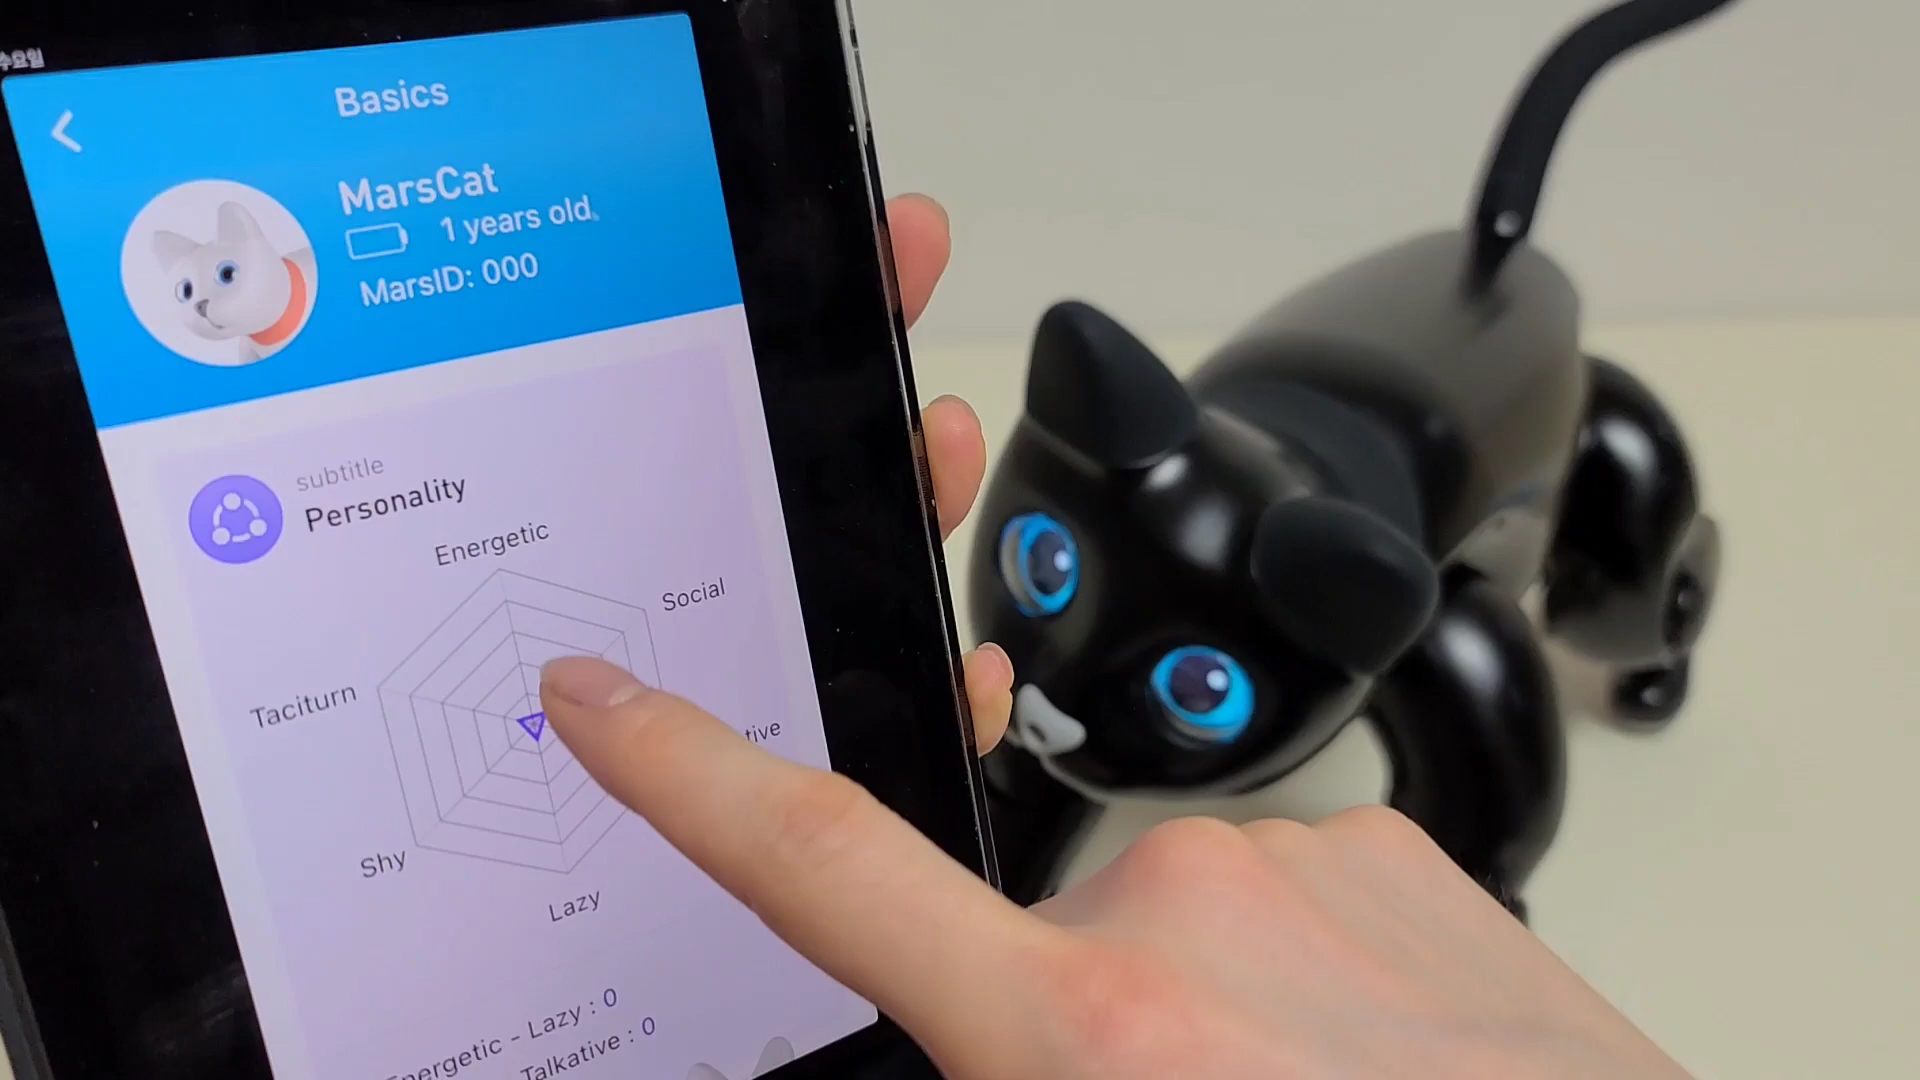 수요일
Basics
MarsCat
1 years old
MarsID: 000
subtitle
Personality
Energetic
Social
Taciturn
Shy
Lazy
Energetic - Lazy : 0
Talkative : 0